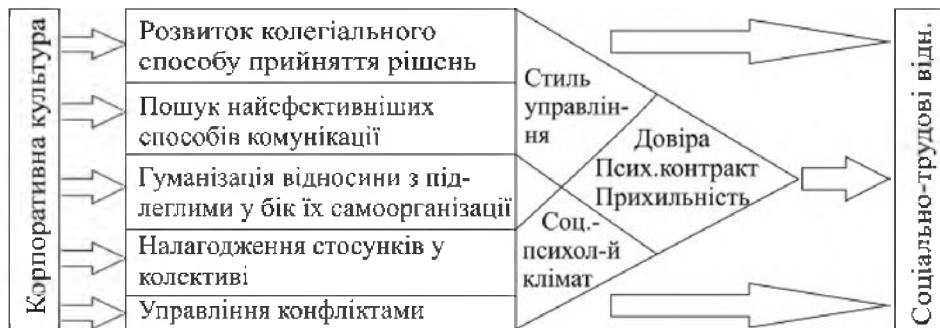 Корпоративна культура
Розвиток колегіального
способу прийняття рішень
Пошук найефективніших
способів комунікації
Гуманізація відносини з під-
леглими у бік їх самоорганізації
Налагодження стосунків у
колективі
Управління конфліктами
Стиль
управлін-
ня
Довіра
Псих.контракт
Прихильність
Соц.-
психол-й
клімат
Соціально-трудові відн.